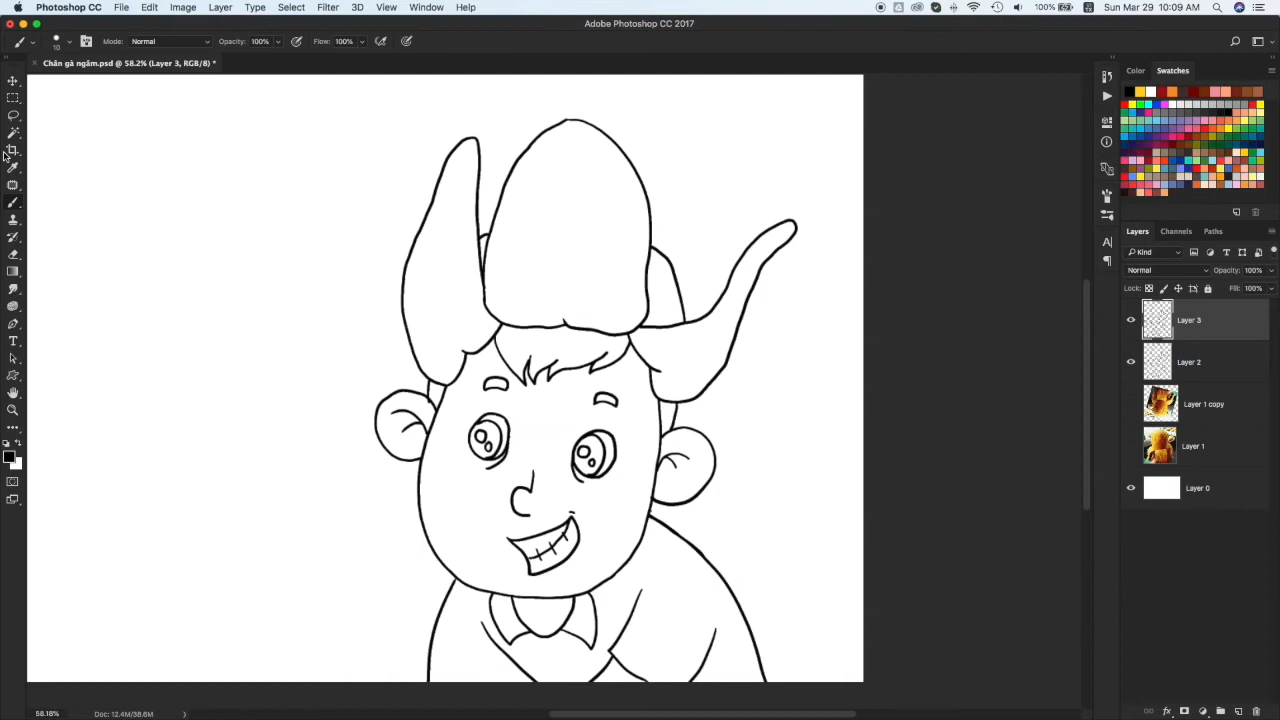 Photoshop CC File Edit Image Layer Type Select Filter 3D View Window Help 100% Sun Mar 29 10:09 AM
Adobe Photoshop CC 2017
10 Mode: Normal Opacity: 100% Flow: 100%
Chân gà ngâm.psd @ 58.2% (Layer 3, RGB/8) *
Color Swatches
Layers Channels Paths
Kind
Normal Opacity: 100%
Lock: Fill: 100%
Layer 3
Layer 2
Layer 1 copy
Layer 1
Layer 0
58.18% Doc: 12.4M/38.6M